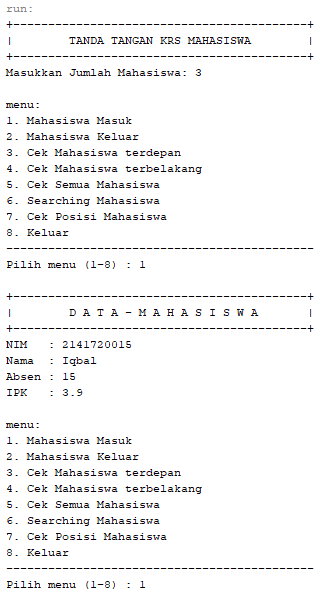 run:
+------------------------------------------+
|        TANDA TANGAN KRS MAHASISWA        |
+------------------------------------------+
Masukkan Jumlah Mahasiswa: 3
menu:
1. Mahasiswa Masuk
2. Mahasiswa Keluar
3. Cek Mahasiswa terdepan
4. Cek Mahasiswa terbelakang
5. Cek Semua Mahasiswa
6. Searching Mahasiswa
7. Cek Posisi Mahasiswa
8. Keluar
--------------------------------------------
Pilih menu (1-8) : 1
+------------------------------------------+
|        D A T A - M A H A S I S W A       |
+------------------------------------------+
NIM   : 2141720015
Nama  : Iqbal
Absen : 15
IPK   : 3.9
menu:
1. Mahasiswa Masuk
2. Mahasiswa Keluar
3. Cek Mahasiswa terdepan
4. Cek Mahasiswa terbelakang
5. Cek Semua Mahasiswa
6. Searching Mahasiswa
7. Cek Posisi Mahasiswa
8. Keluar
--------------------------------------------
Pilih menu (1-8) : 1